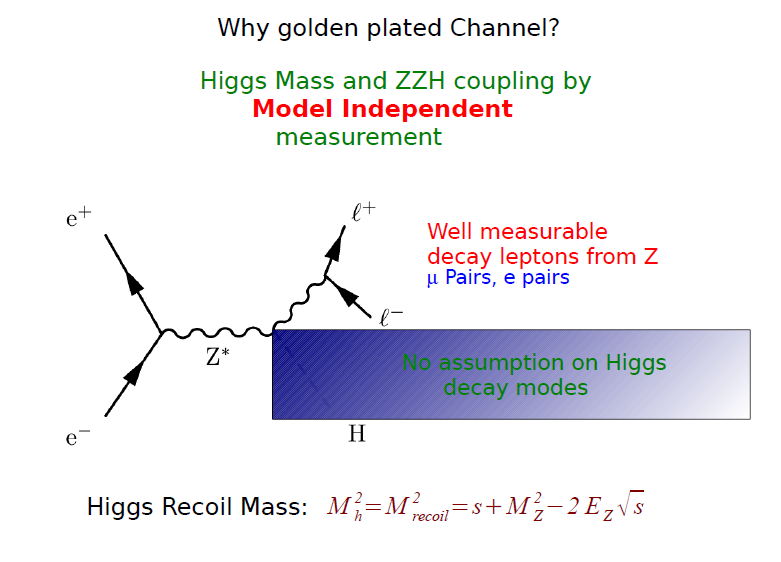 Why golden plated Channel?
Higgs Mass and ZZH coupling by
Model Independent
measurement
e⁺
ℓ⁺
Well measurable
decay leptons from Z
μ Pairs, e pairs
ℓ⁻
Z*
No assumption on Higgs
decay modes
e⁻
H
Higgs Recoil Mass: M_h^2=M_recoil^2=s+M_Z^2−2 E_Z √s